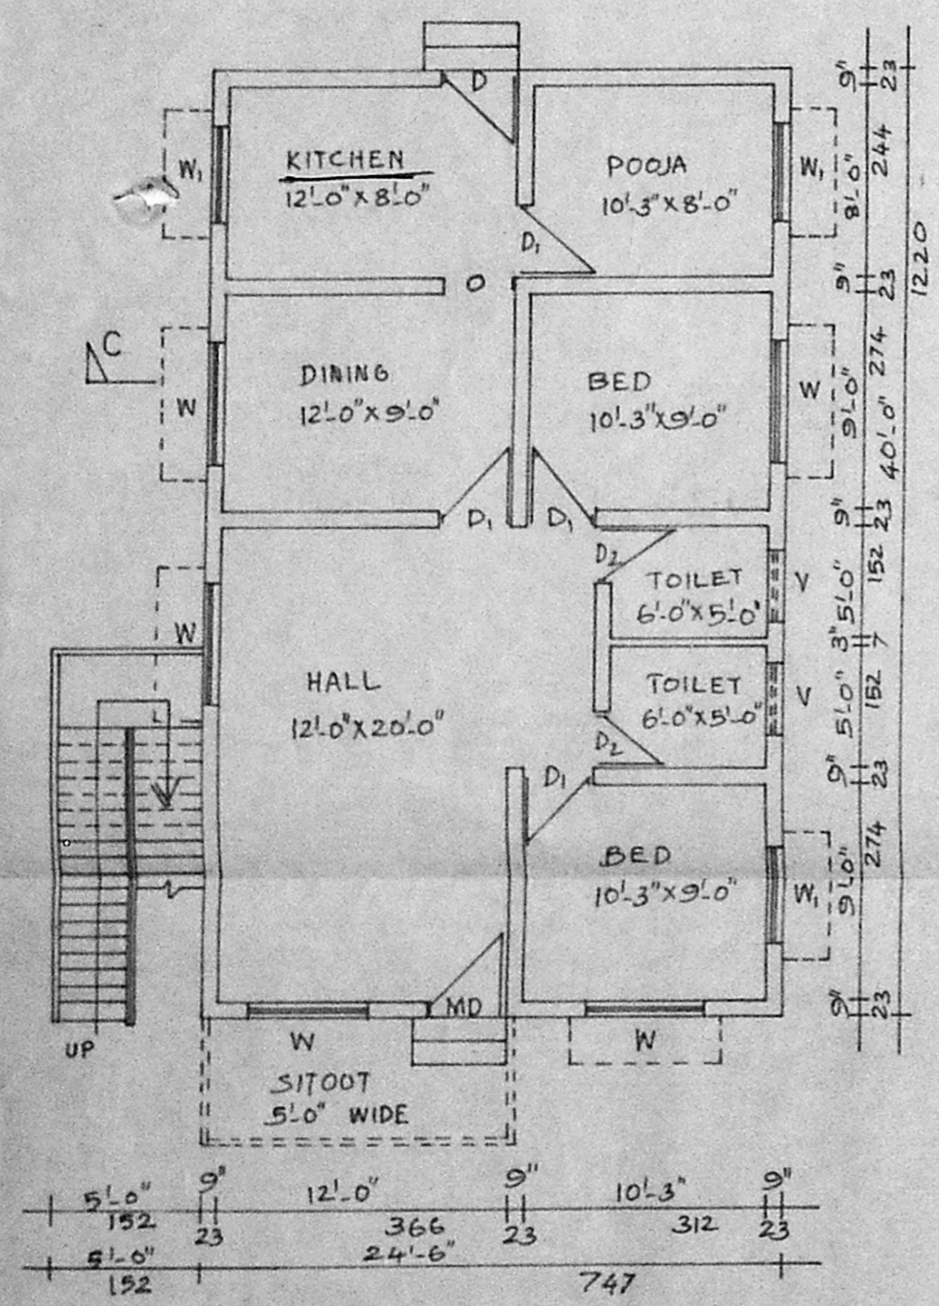 D
KITCHEN
12'-0" X 8'-0"
POOJA
10'-3" X 8'-0"
W1
W1
D1
O
C
DINING
12'-0" X 9'-0"
BED
10'-3" X 9'-0"
W
W
D1
D1
D2
TOILET
6'-0" X 5'-0"
V
W
HALL
12'-0" X 20'-0"
TOILET
6'-0" X 5'-0"
V
D2
D1
BED
10'-3" X 9'-0"
W1
MD
UP
W
W
SITOUT
5'-0" WIDE
9" 23
8'-0" 244
9" 23
9'-0" 274
9" 23
5'-0" 152
3" 7
5'-0" 152
9" 23
9'-0" 274
9" 23
40'-0" 1220
5'-0" 9" 12'-0" 9" 10'-3" 9"
152 23 366 23 312 23
5'-0" 24'-6"
152 747